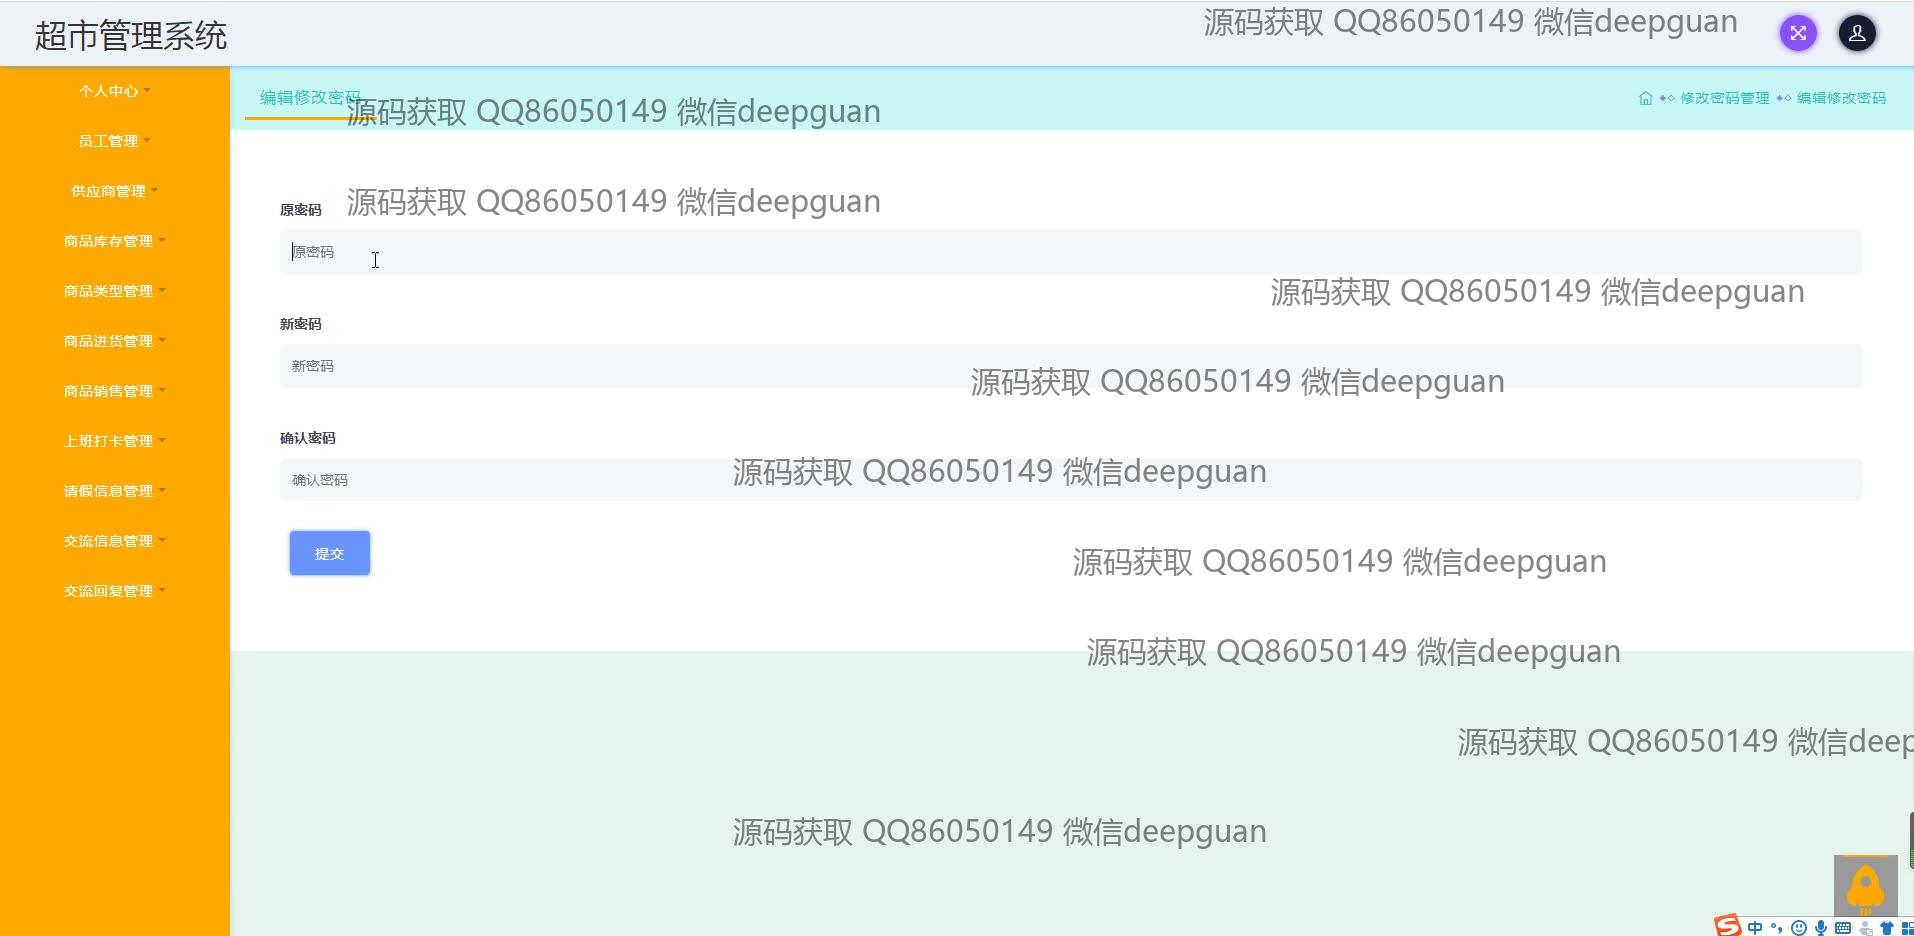 超市管理系统
源码获取 QQ86050149 微信deepguan
个人中心
员工管理
供应商管理
商品库存管理
商品类型管理
商品进货管理
商品销售管理
上班打卡管理
请假信息管理
交流信息管理
交流回复管理
编辑修改密码
源码获取 QQ86050149 微信deepguan
修改密码管理
编辑修改密码
原密码
源码获取 QQ86050149 微信deepguan
原密码
源码获取 QQ86050149 微信deepguan
新密码
新密码
源码获取 QQ86050149 微信deepguan
确认密码
确认密码
源码获取 QQ86050149 微信deepguan
提交
源码获取 QQ86050149 微信deepguan
源码获取 QQ86050149 微信deepguan
源码获取 QQ86050149 微信deep
源码获取 QQ86050149 微信deepguan
中